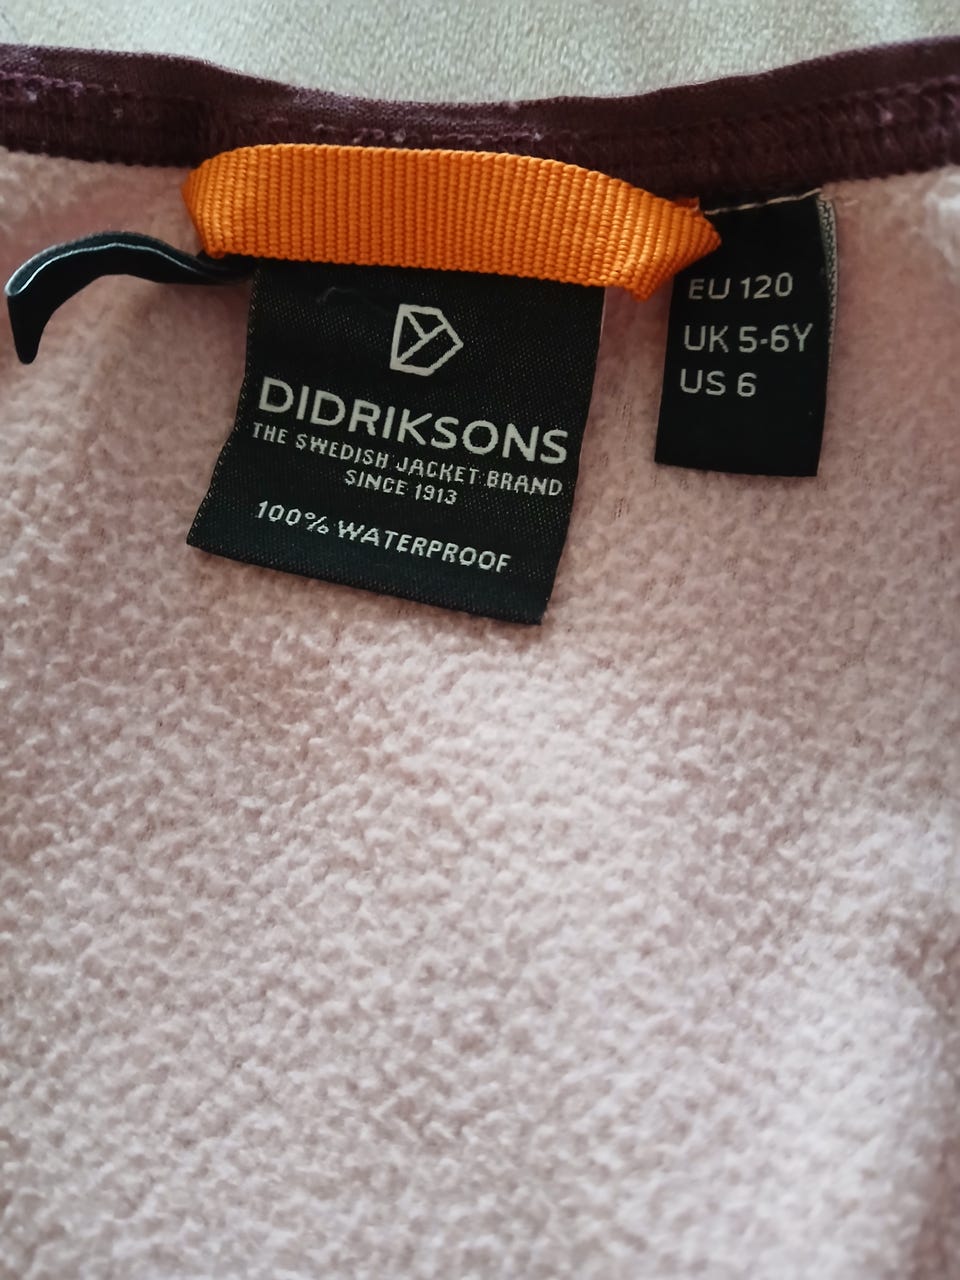 DIDRIKSONS
THE SWEDISH JACKET BRAND
SINCE 1913
100% WATERPROOF
EU 120
UK 5-6Y
US 6